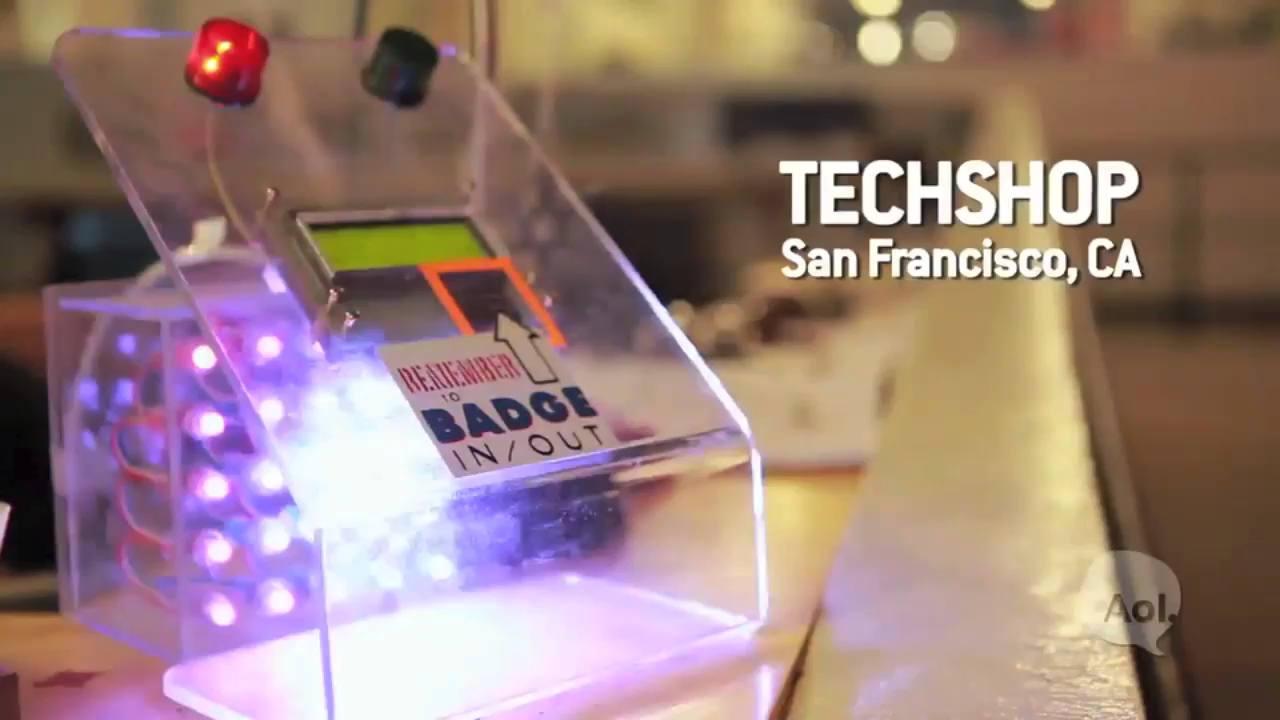 TECHSHOP
San Francisco, CA
REMEMBER
TO
BADGE
IN/OUT
Aol.